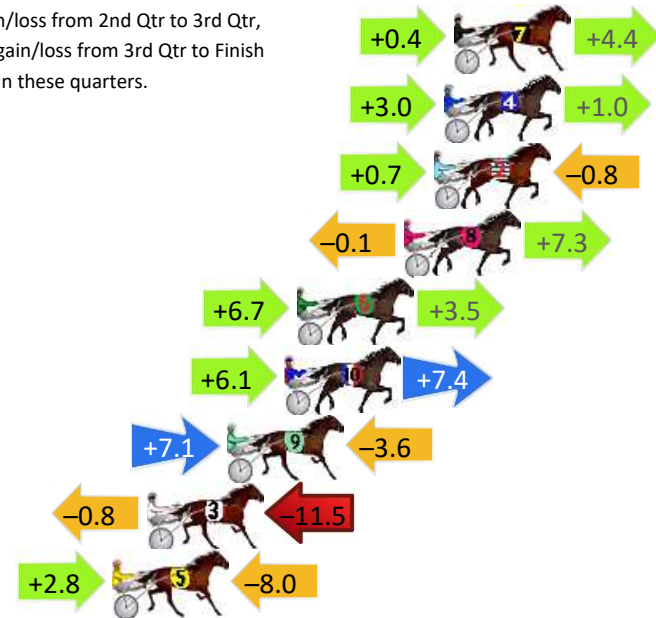 n/loss from 2nd Qtr to 3rd Qtr,
gain/loss from 3rd Qtr to Finish
in these quarters.
+0.4 7 +4.4
+3.0 4 +1.0
+0.7 2 –0.8
–0.1 8 +7.3
+6.7 6 +3.5
+6.1 10 +7.4
+7.1 9 –3.6
–0.8 3 –11.5
+2.8 5 –8.0